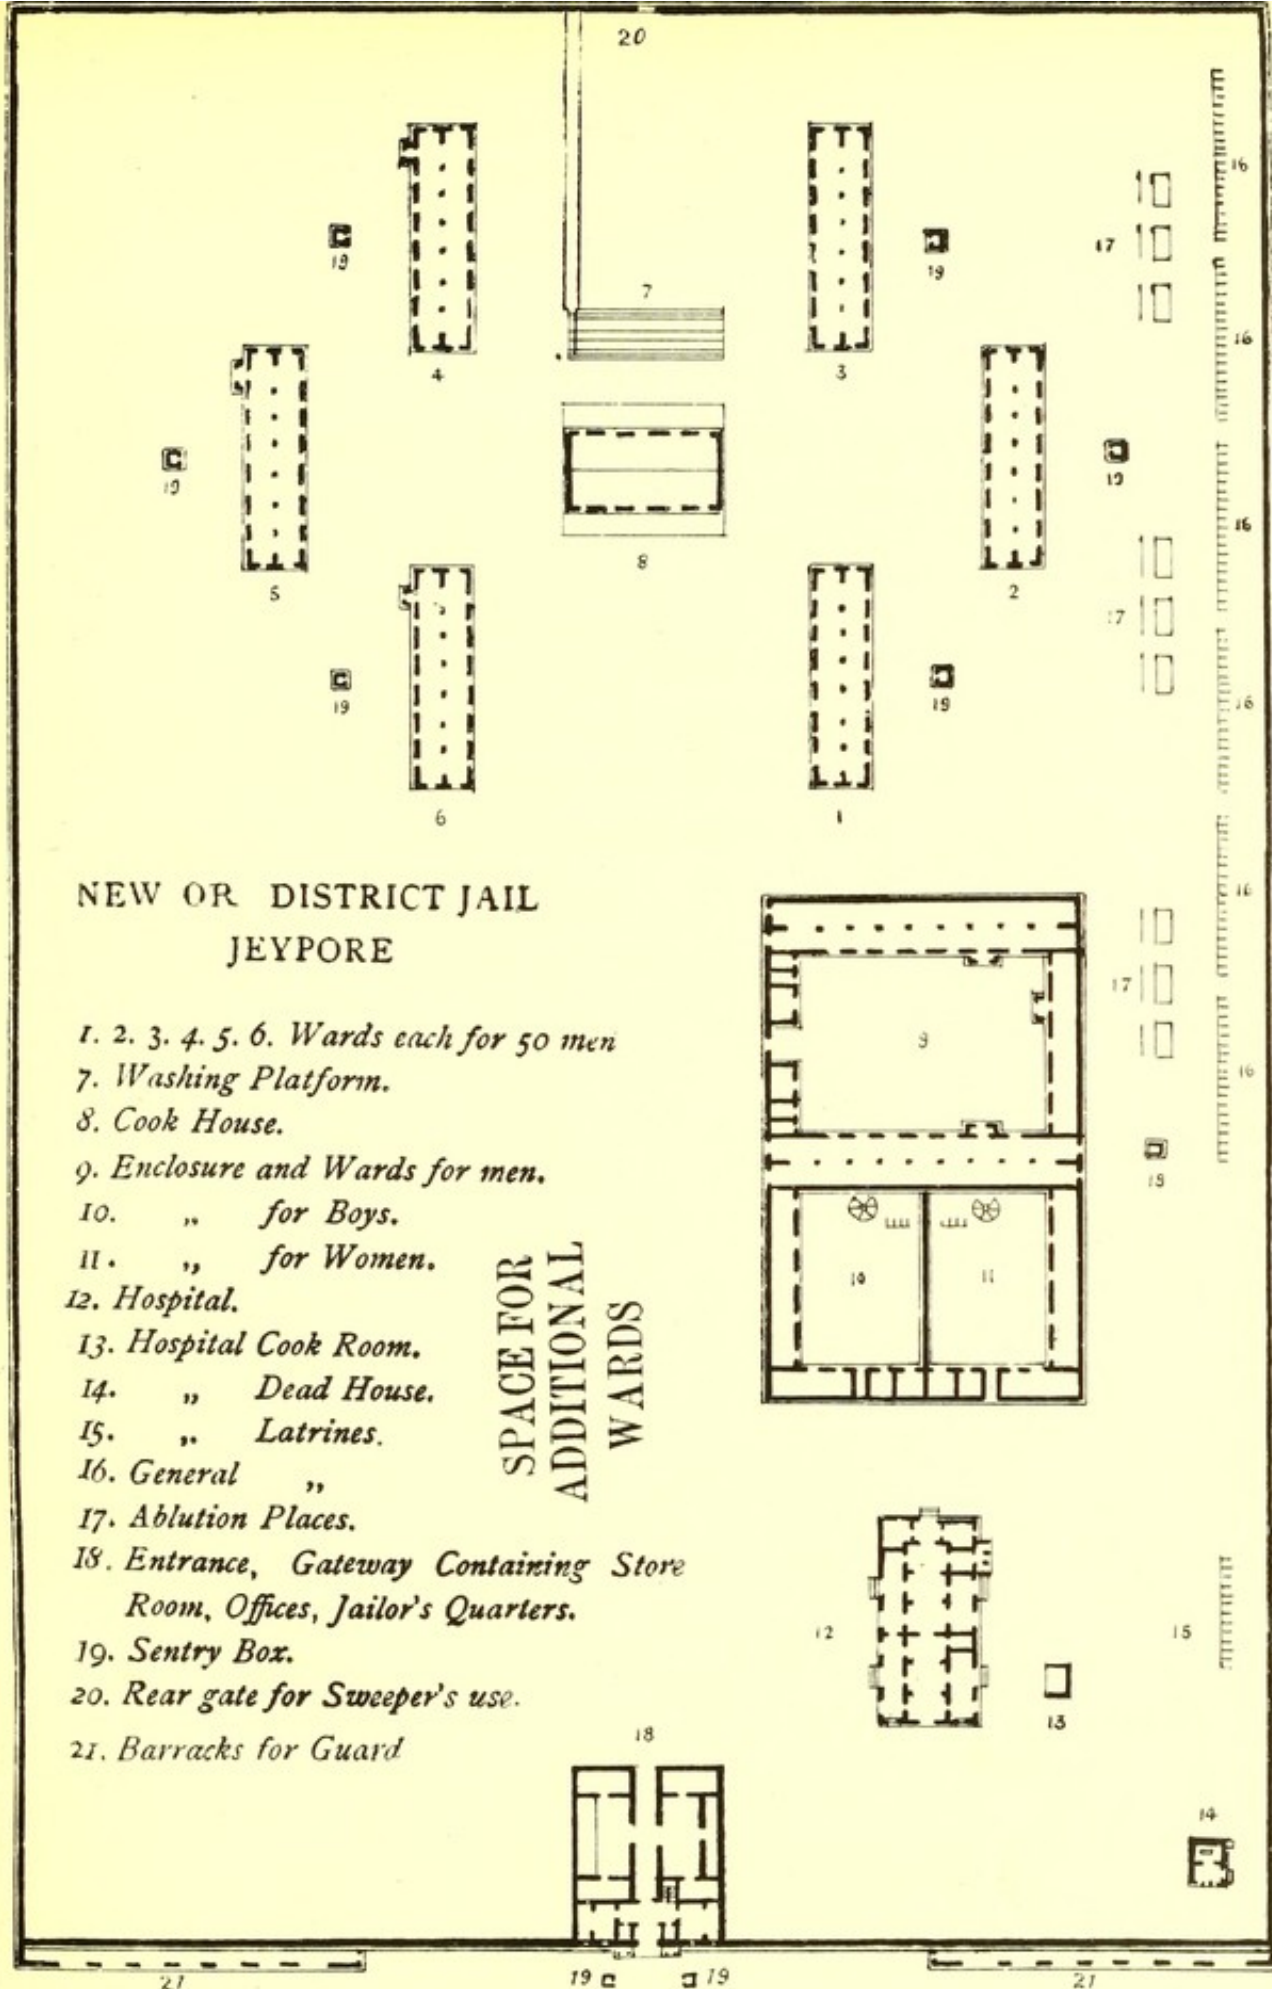 20
16
19
19
17
7
4
3
16
19
19
16
5
8
2
17
19
19
16
6
1
NEW OR DISTRICT JAIL
JEYPORE
16
17
9
1. 2. 3. 4. 5. 6. Wards each for 50 men
7. Washing Platform.
8. Cook House.
9. Enclosure and Wards for men.
10. „ for Boys.
11. „ for Women.
12. Hospital.
13. Hospital Cook Room.
14. „ Dead House.
15. „ Latrines.
16. General „
17. Ablution Places.
18. Entrance, Gateway Containing Store
Room, Offices, Jailor's Quarters.
19. Sentry Box.
20. Rear gate for Sweeper's use.
21. Barracks for Guard
SPACE FOR
ADDITIONAL
WARDS
16
10
11
12
15
13
18
14
21
19
19
21